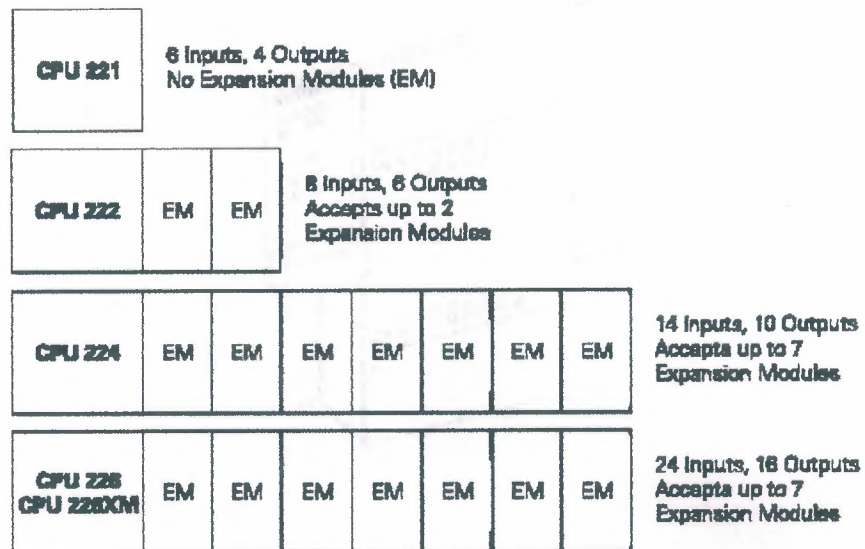 CPU 221
6 Inputs, 4 Outputs
No Expansion Modules (EM)
CPU 222
EM
EM
8 Inputs, 6 Outputs
Accepts up to 2
Expansion Modules
CPU 224
EM
EM
EM
EM
EM
EM
EM
14 Inputs, 10 Outputs
Accepts up to 7
Expansion Modules
CPU 226
CPU 226XM
EM
EM
EM
EM
EM
EM
EM
24 Inputs, 16 Outputs
Accepts up to 7
Expansion Modules